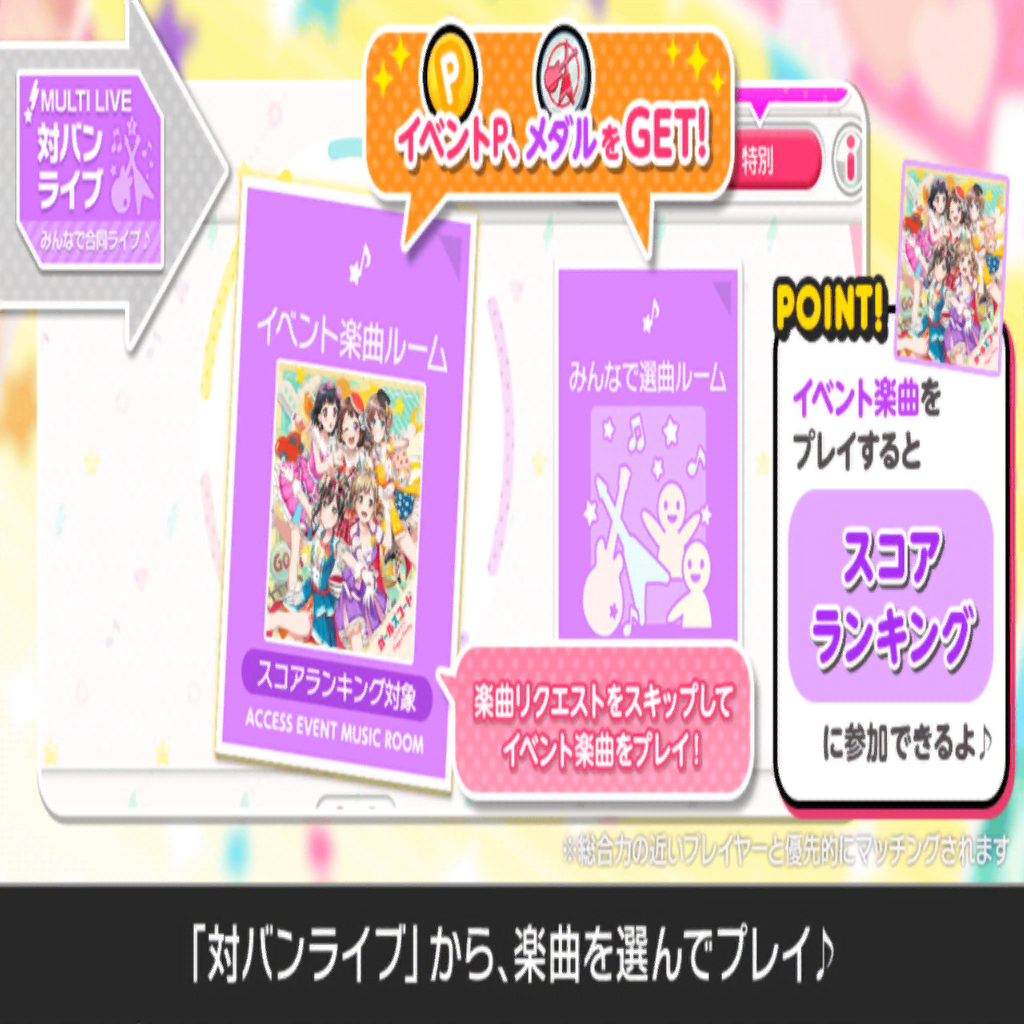 MULTI LIVE
対バン
ライブ
みんなで合同ライブ♪
P
イベントP、メダルをGET!
特別
i
イベント楽曲ルーム
GO
ガールズコード
スコアランキング対象
ACCESS EVENT MUSIC ROOM
みんなで選曲ルーム
楽曲リクエストをスキップして
イベント楽曲をプレイ!
POINT!
イベント楽曲を
プレイすると
スコア
ランキング
に参加できるよ♪
※総合力の近いプレイヤーと優先的にマッチングされます
「対バンライブ」から、楽曲を選んでプレイ♪